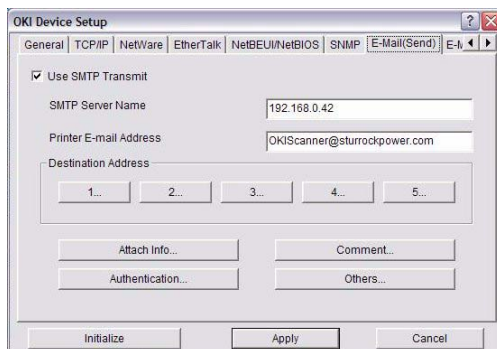 OKI Device Setup
General TCP/IP NetWare EtherTalk NetBEUI/NetBIOS SNMP E-Mail(Send) E-M
Use SMTP Transmit
SMTP Server Name 192.168.0.42
Printer E-mail Address OKIScanner@sturrockpower.com
Destination Address
1... 2... 3... 4... 5...
Attach Info... Comment...
Authentication... Others...
Initialize Apply Cancel